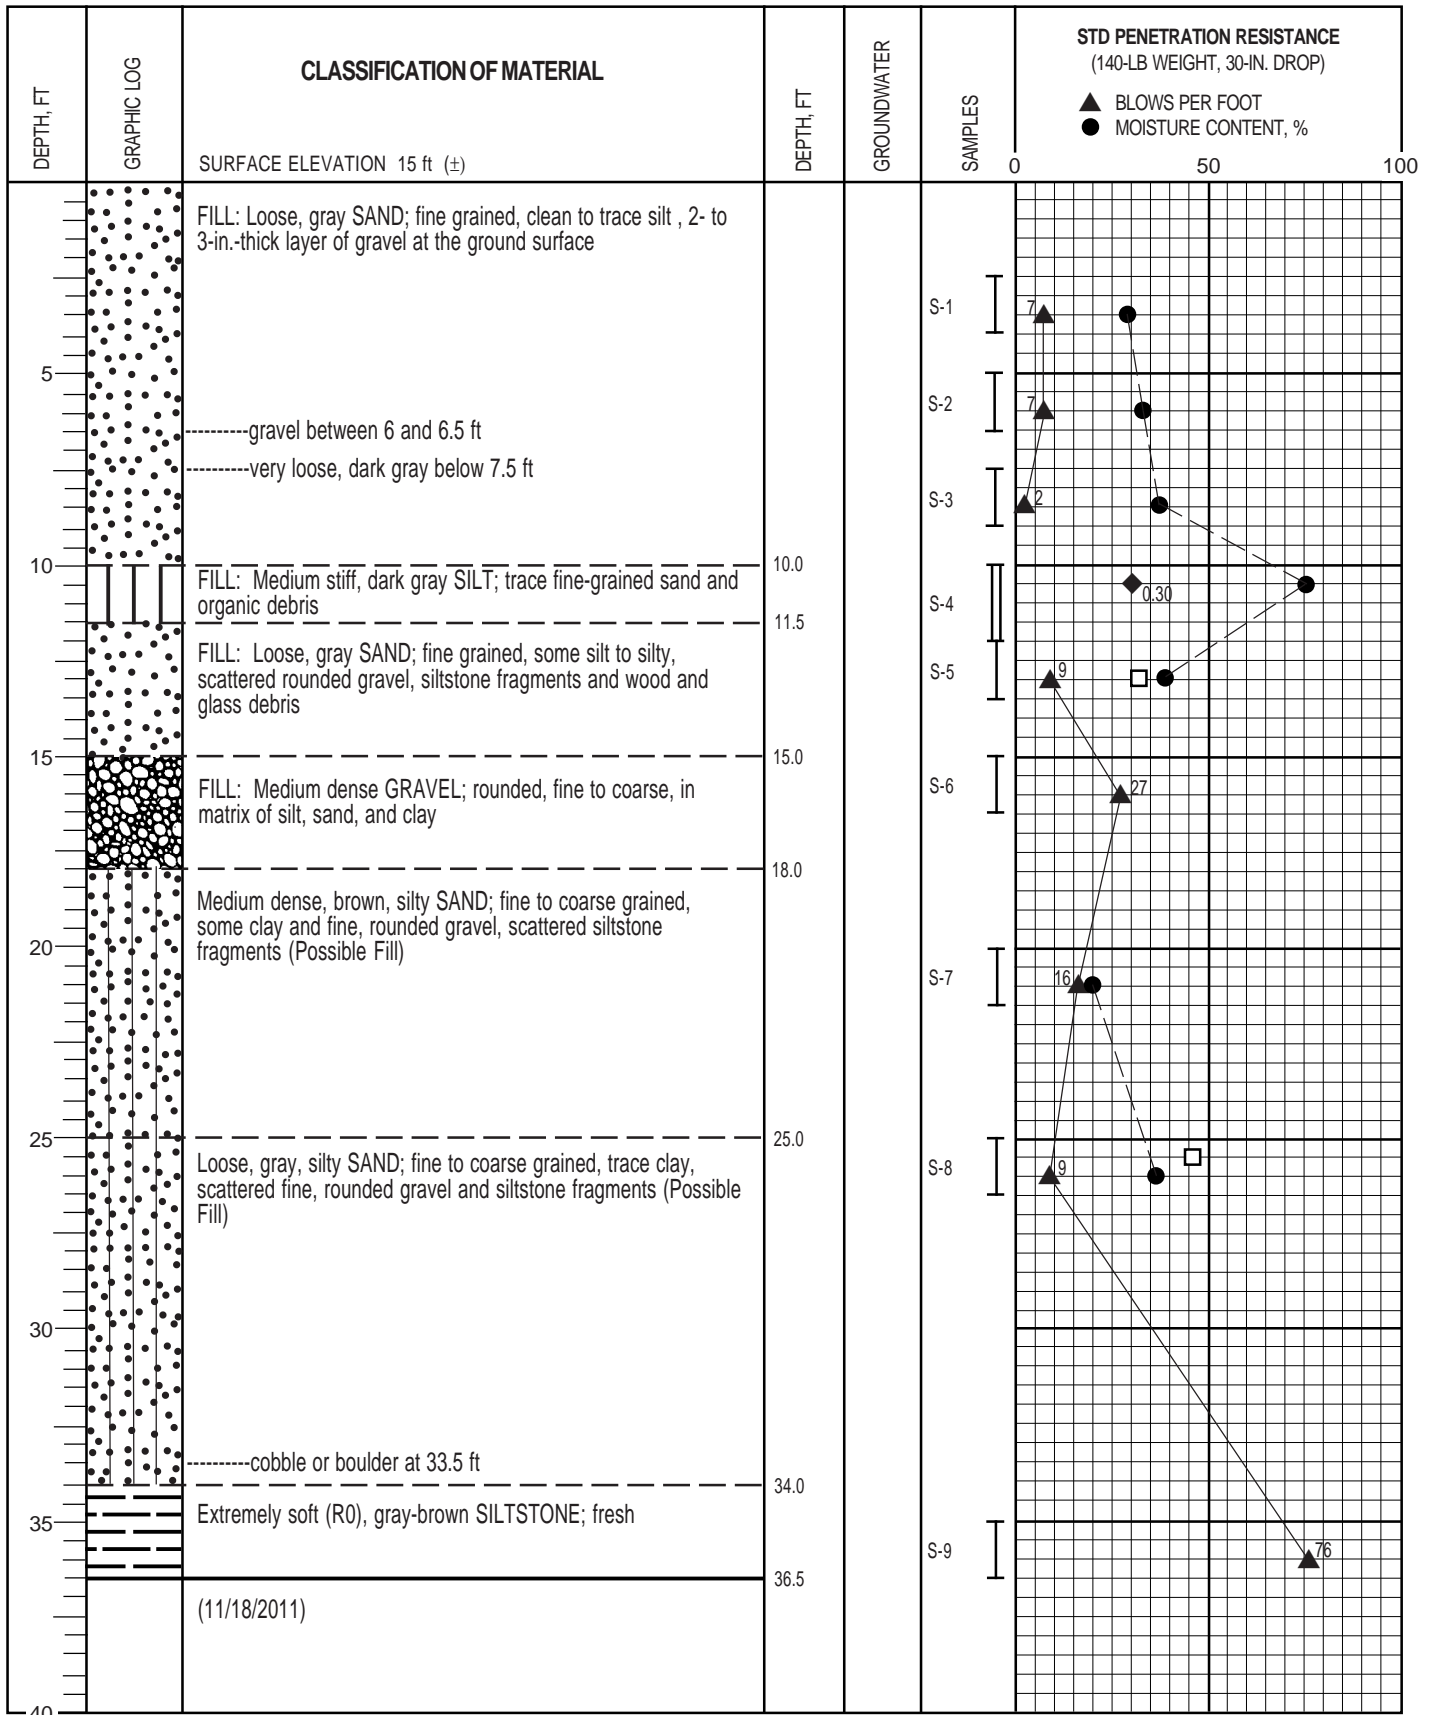 DEPTH, FT
GRAPHIC LOG
CLASSIFICATION OF MATERIAL
SURFACE ELEVATION 15 ft (±)
DEPTH, FT
GROUNDWATER
SAMPLES
STD PENETRATION RESISTANCE
(140-LB WEIGHT, 30-IN. DROP)
▲ BLOWS PER FOOT
● MOISTURE CONTENT, %
0 50 100
FILL: Loose, gray SAND; fine grained, clean to trace silt , 2- to
3-in.-thick layer of gravel at the ground surface
S-1 7
5
S-2 7
----------gravel between 6 and 6.5 ft
----------very loose, dark gray below 7.5 ft
S-3 2
10 10.0
FILL: Medium stiff, dark gray SILT; trace fine-grained sand and
organic debris
S-4 0.30
11.5
FILL: Loose, gray SAND; fine grained, some silt to silty,
scattered rounded gravel, siltstone fragments and wood and
glass debris
S-5 9
15 15.0
FILL: Medium dense GRAVEL; rounded, fine to coarse, in
matrix of silt, sand, and clay
S-6 27
18.0
Medium dense, brown, silty SAND; fine to coarse grained,
some clay and fine, rounded gravel, scattered siltstone
fragments (Possible Fill)
20
S-7 16
25 25.0
Loose, gray, silty SAND; fine to coarse grained, trace clay,
scattered fine, rounded gravel and siltstone fragments (Possible
Fill)
S-8 9
30
----------cobble or boulder at 33.5 ft
34.0
Extremely soft (R0), gray-brown SILTSTONE; fresh
35
S-9 76
36.5
(11/18/2011)
40